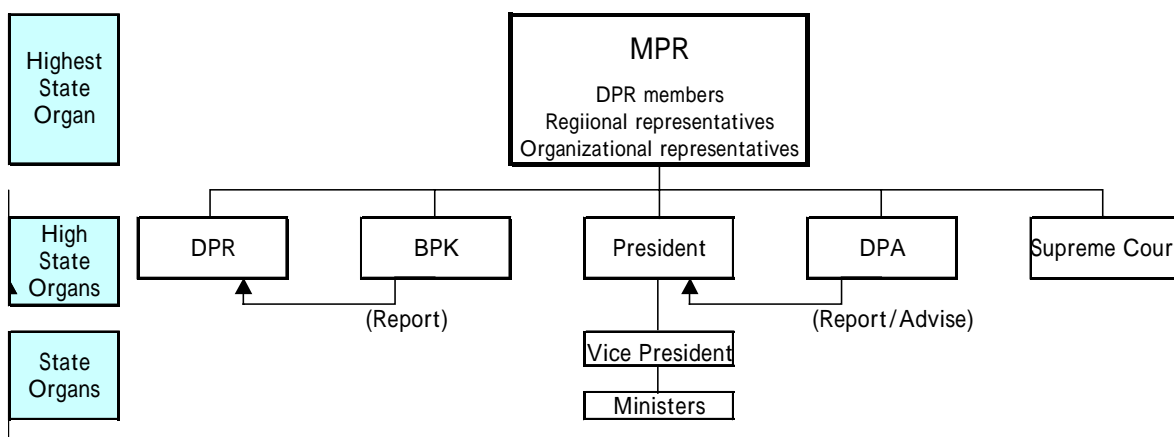 Highest
State
Organ
MPR
DPR members
Regiional representatives
Organizational representatives
High
State
Organs
DPR
BPK
President
DPA
Supreme Cour
(Report)
(Report/Advise)
State
Organs
Vice President
Ministers